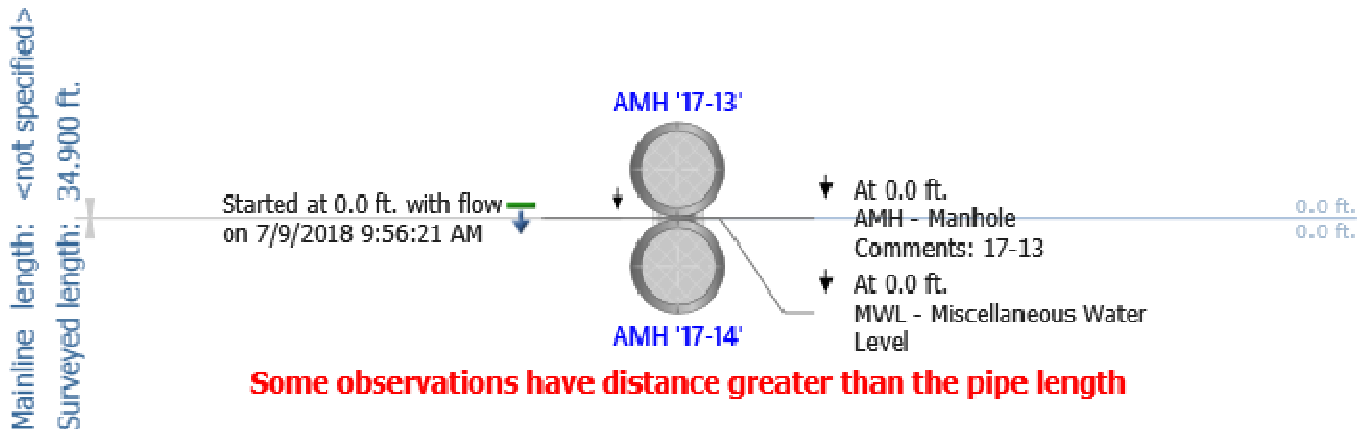 Mainline length: <not specified>
Surveyed length: 34.900 ft.
AMH '17-13'
Started at 0.0 ft. with flow
on 7/9/2018 9:56:21 AM
At 0.0 ft.
AMH - Manhole
Comments: 17-13
0.0 ft.
0.0 ft.
At 0.0 ft.
MWL - Miscellaneous Water
Level
AMH '17-14'
Some observations have distance greater than the pipe length